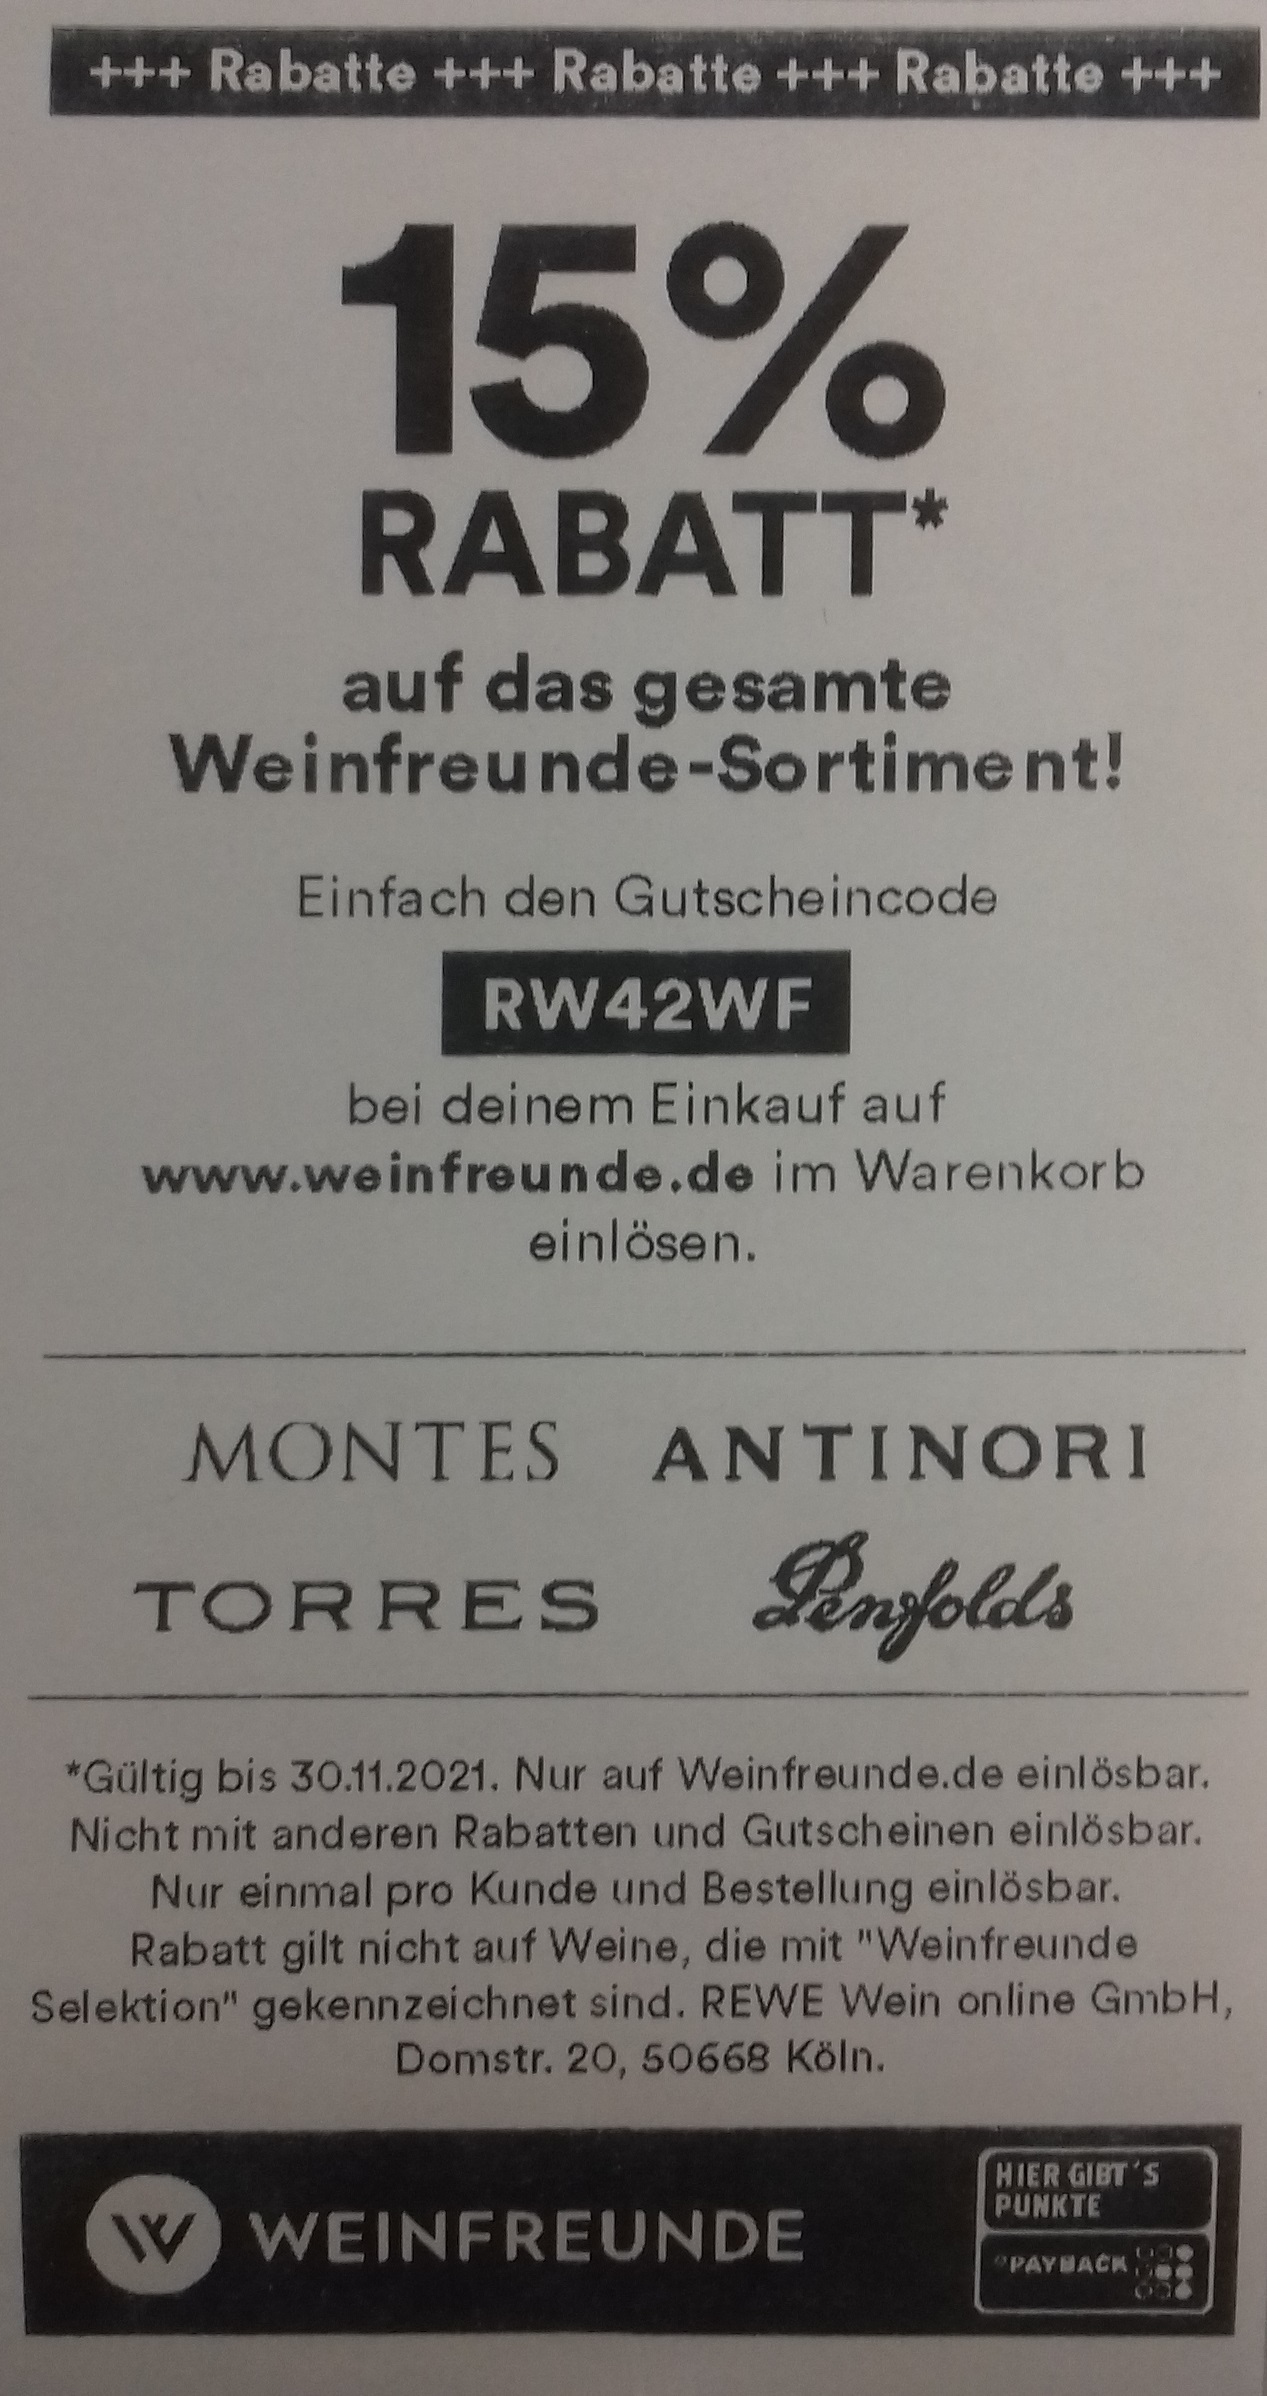 +++ Rabatte +++ Rabatte +++ Rabatte +++
15%
RABATT*
auf das gesamte
Weinfreunde-Sortiment!
Einfach den Gutscheincode
RW42WF
bei deinem Einkauf auf
www.weinfreunde.de im Warenkorb
einlösen.
MONTES ANTINORI
TORRES Penfolds
*Gültig bis 30.11.2021. Nur auf Weinfreunde.de einlösbar.
Nicht mit anderen Rabatten und Gutscheinen einlösbar.
Nur einmal pro Kunde und Bestellung einlösbar.
Rabatt gilt nicht auf Weine, die mit "Weinfreunde
Selektion" gekennzeichnet sind. REWE Wein online GmbH,
Domstr. 20, 50668 Köln.
W WEINFREUNDE
HIER GIBT´S
PUNKTE
°PAYBACK